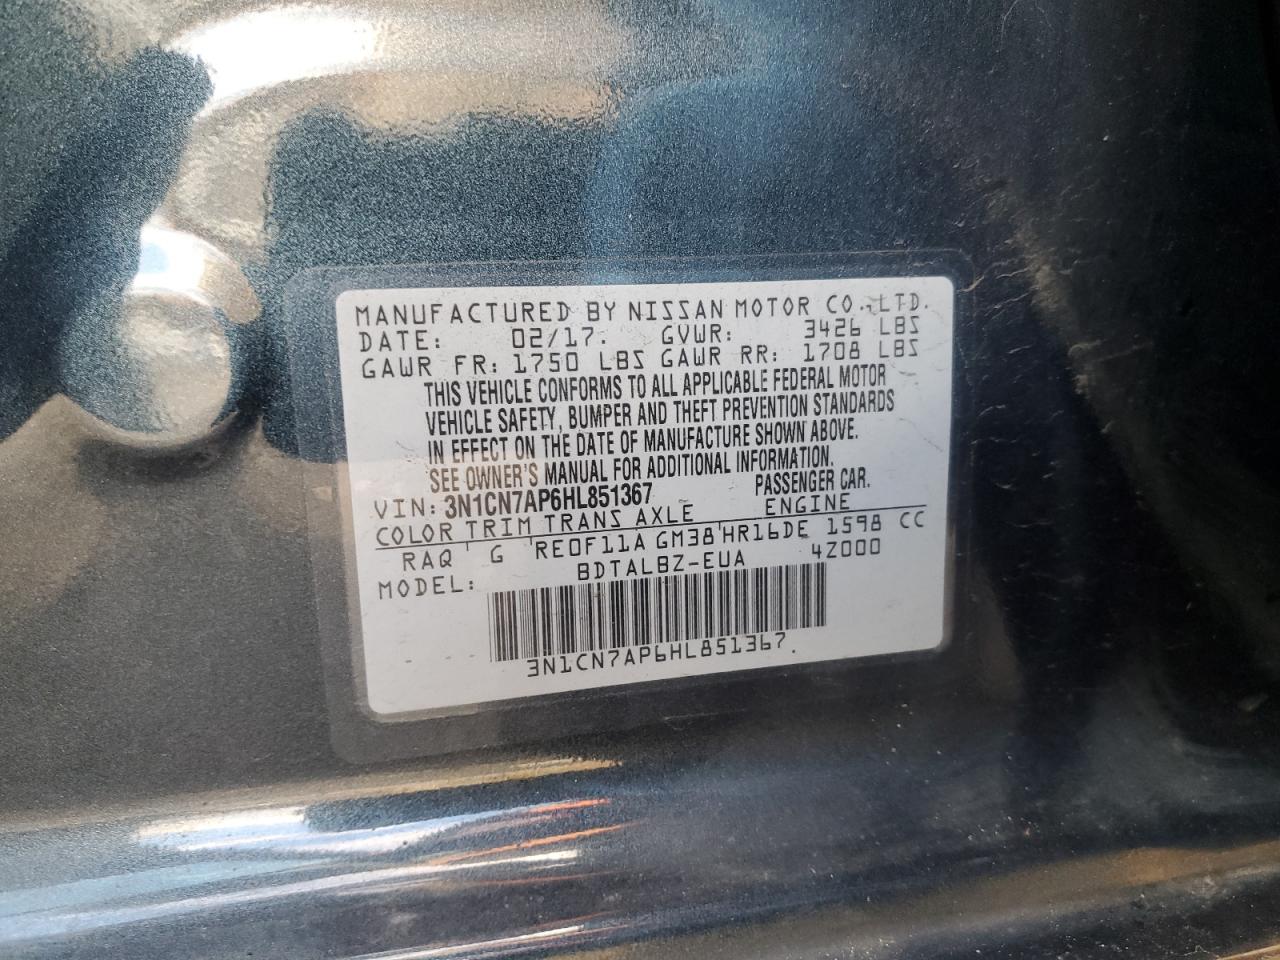 MANUFACTURED BY NISSAN MOTOR CO.,LTD.
DATE: 02/17. GVWR: 3426 LBS
GAWR FR: 1750 LBS GAWR RR: 1708 LBS
THIS VEHICLE CONFORMS TO ALL APPLICABLE FEDERAL MOTOR
VEHICLE SAFETY, BUMPER AND THEFT PREVENTION STANDARDS
IN EFFECT ON THE DATE OF MANUFACTURE SHOWN ABOVE.
SEE OWNER'S MANUAL FOR ADDITIONAL INFORMATION.
VIN: 3N1CN7AP6HL851367 PASSENGER CAR.
COLOR TRIM TRANS AXLE ENGINE
RAQ G RE0F11A GM38 HR16DE 1598 CC
MODEL: BDTALBZ-EUA 4Z000
3N1CN7AP6HL851367.